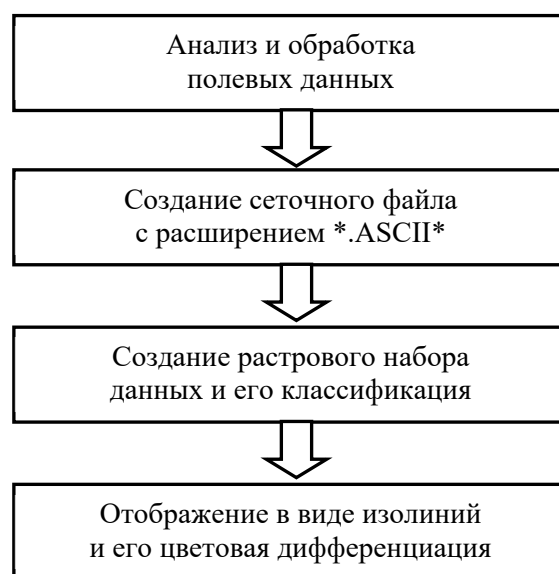 Анализ и обработка
полевых данных
Создание сеточного файла
с расширением *.ASCII*
Создание растрового набора
данных и его классификация
Отображение в виде изолиний
и его цветовая дифференциация